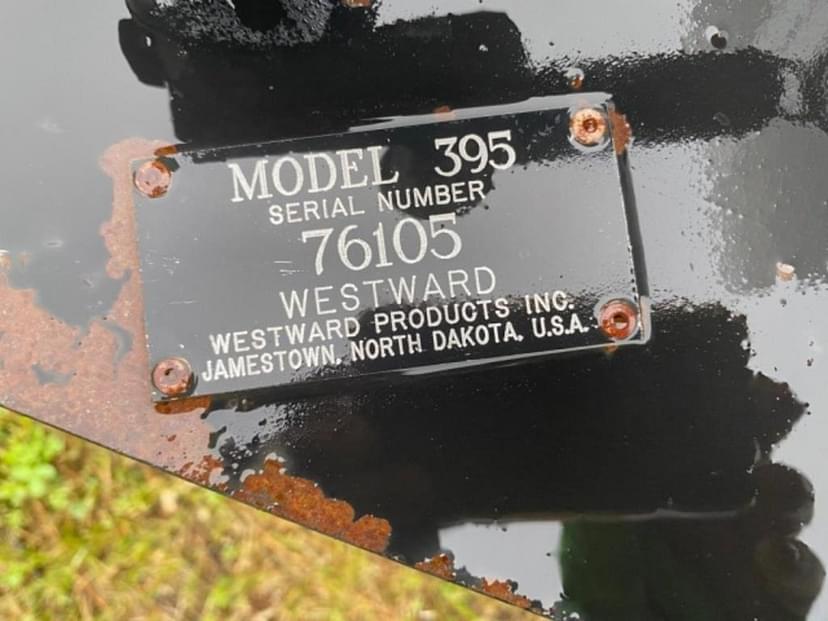 MODEL 395
SERIAL NUMBER
76105
WESTWARD
WESTWARD PRODUCTS INC.
JAMESTOWN, NORTH DAKOTA, U.S.A.